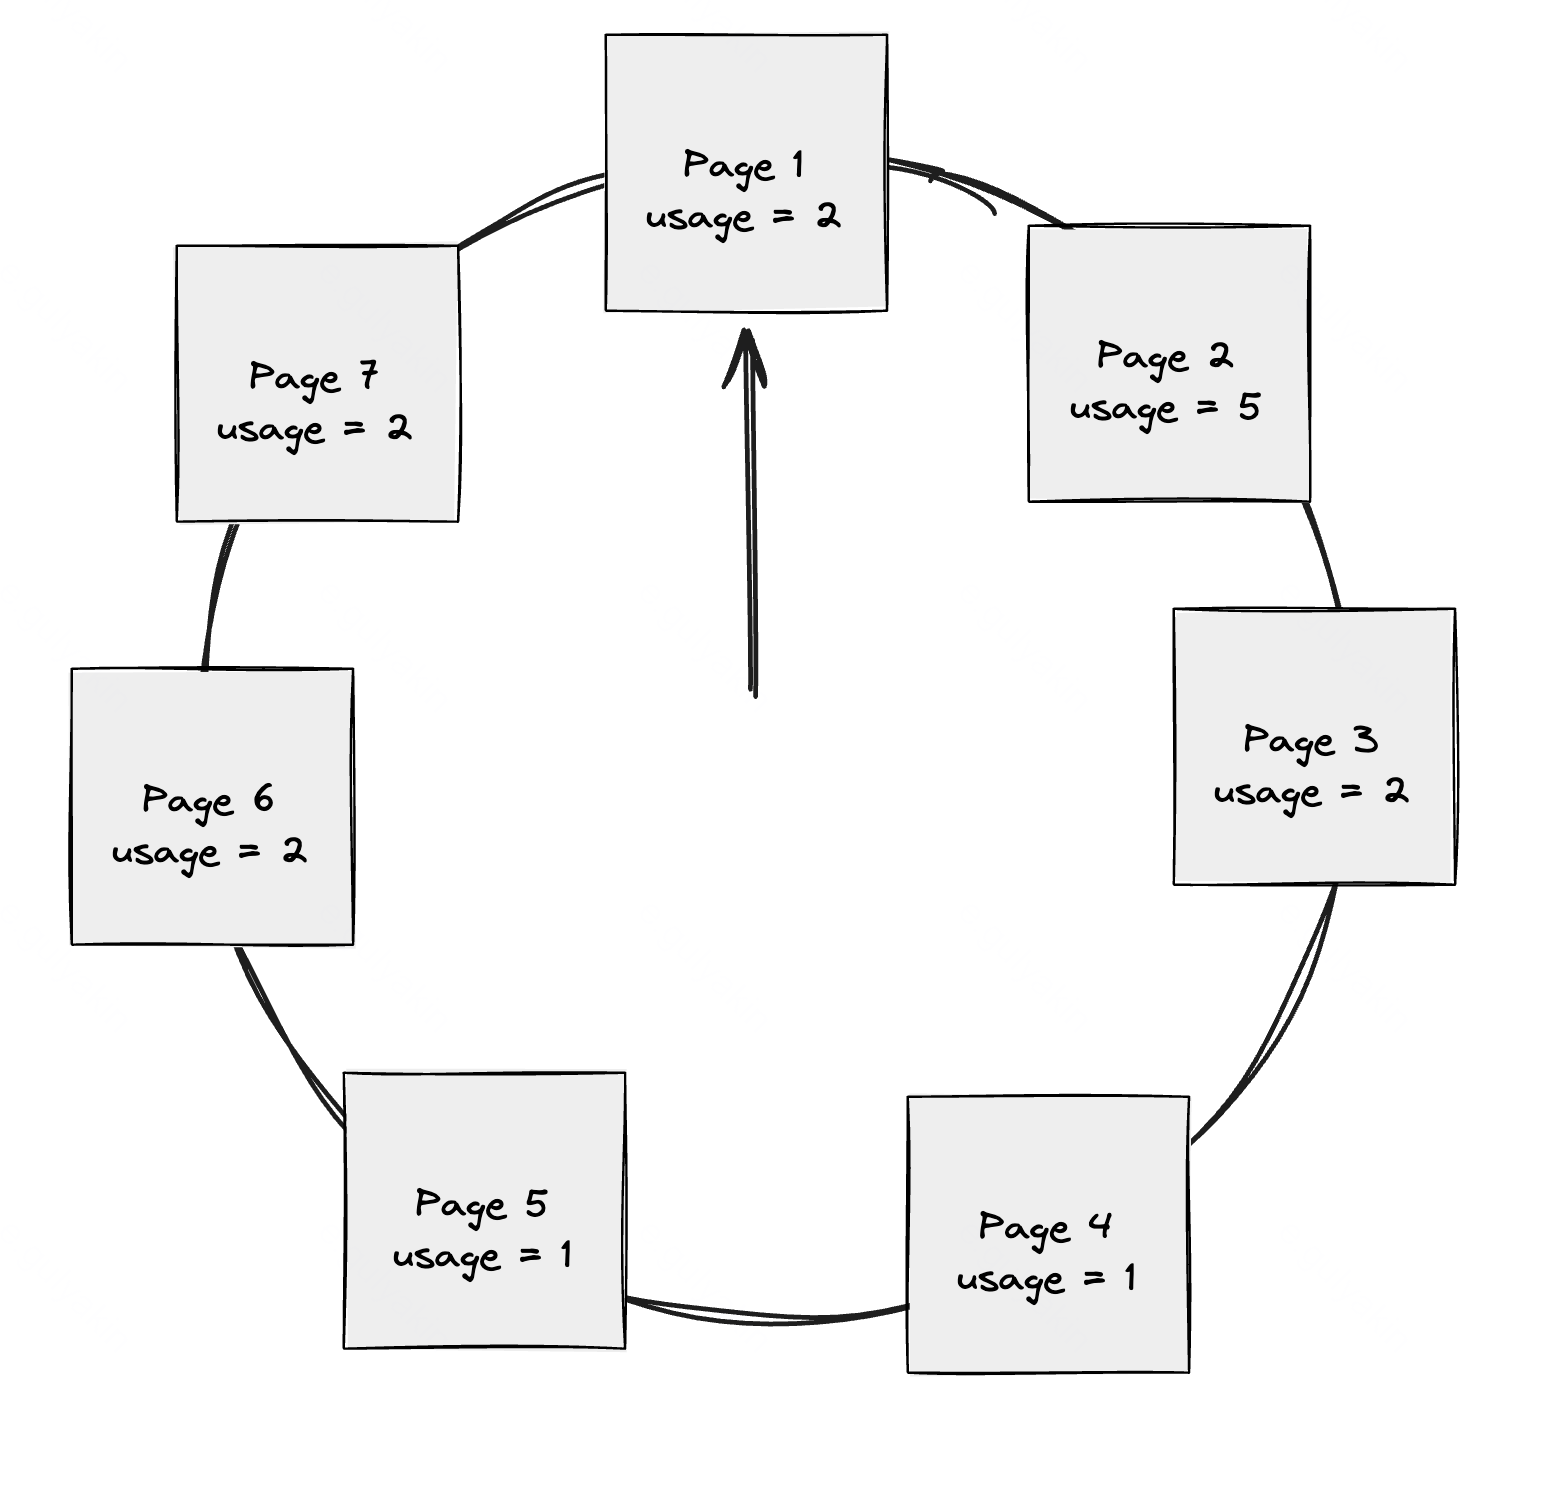 Page 1
usage = 2
Page 2
usage = 5
Page 3
usage = 2
Page 4
usage = 1
Page 5
usage = 1
Page 6
usage = 2
Page 7
usage = 2